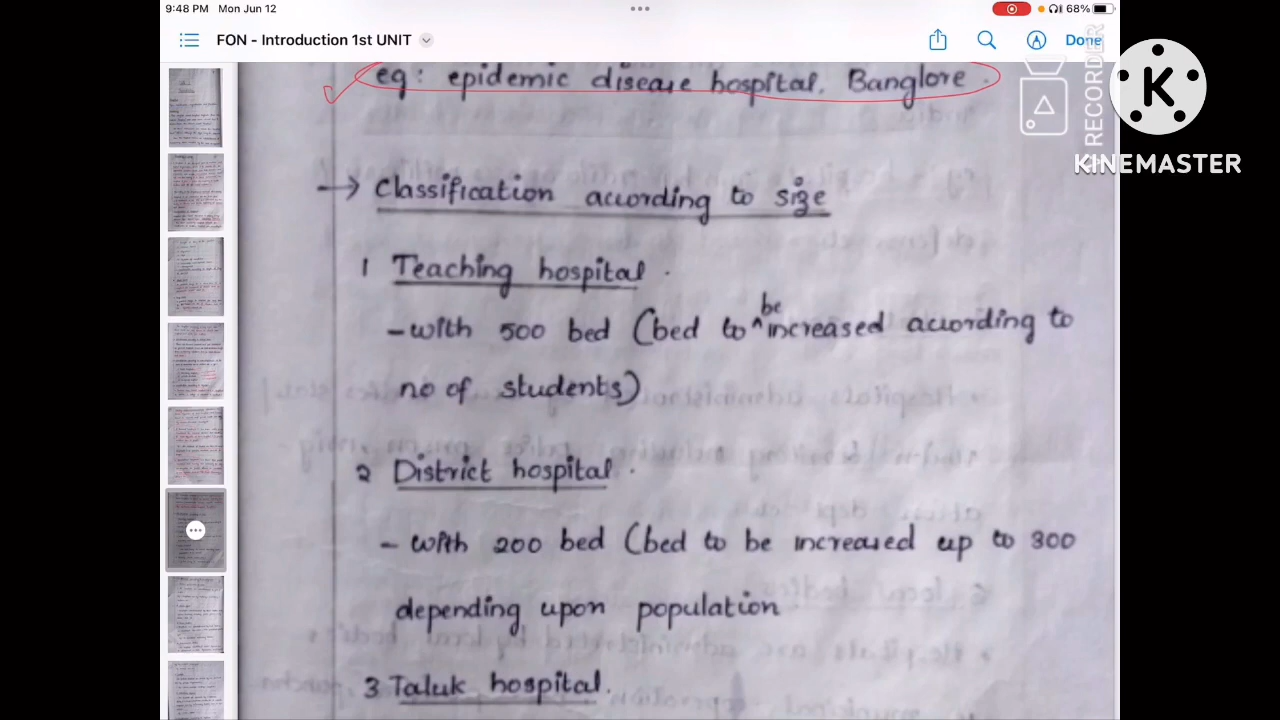 9:48 PM Mon Jun 12
68%
FON - Introduction 1st UNIT
Done
RECORDER
KINEMASTER
eg: epidemic disease hospital, Banglore.
→ Classification according to size
1 Teaching hospital.
- with 500 bed (bed to be increased according to
no of students)
2 District hospital.
- with 200 bed (bed to be increased up to 300
depending upon population
3 Taluk hospital.